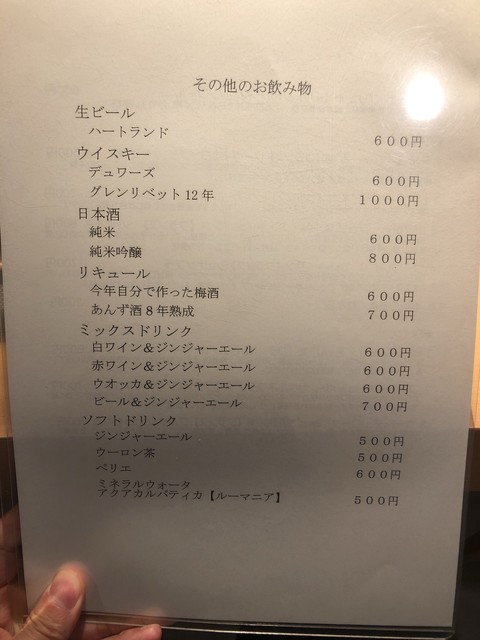 その他のお飲み物
生ビール
ハートランド 600円
ウイスキー
デュワーズ 600円
グレンリベット12年 1000円
日本酒
純米 600円
純米吟醸 800円
リキュール
今年自分で作った梅酒 600円
あんず酒8年熟成 700円
ミックスドリンク
白ワイン&ジンジャーエール 600円
赤ワイン&ジンジャーエール 600円
ウオッカ&ジンジャーエール 600円
ビール&ジンジャーエール 700円
ソフトドリンク
ジンジャーエール 500円
ウーロン茶 500円
ペリエ 600円
ミネラルウォータ
アクアカルパティカ【ルーマニア】 500円